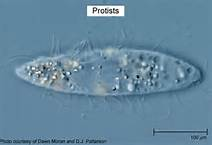 Protists
100 µm
Photo courtesy of Dawn Moran and D.J. Patterson